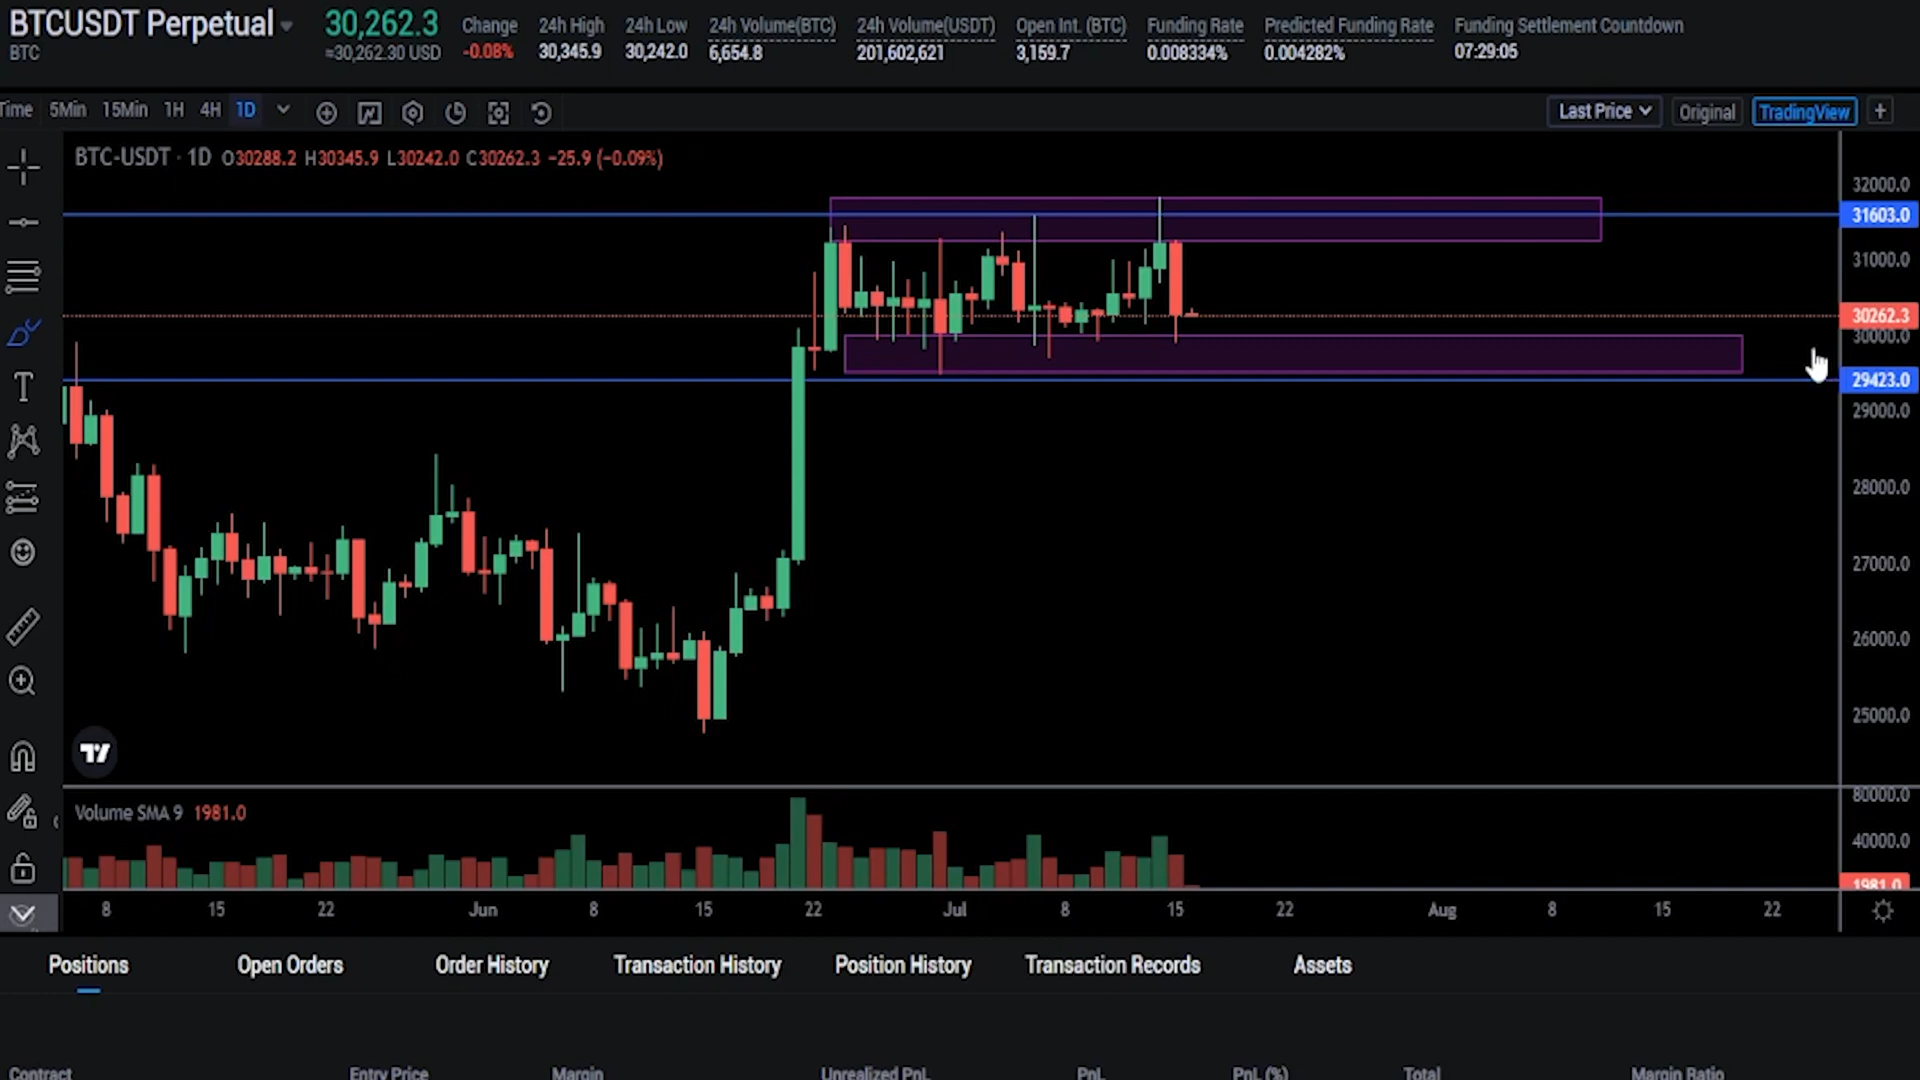 BTCUSDT Perpetual
BTC
30,262.3
≈30,262.30 USD
Change
-0.08%
24h High
30,345.9
24h Low
30,242.0
24h Volume(BTC)
6,654.8
24h Volume(USDT)
201,602,621
Open Int. (BTC)
3,159.7
Funding Rate
0.008334%
Predicted Funding Rate
0.004282%
Funding Settlement Countdown
07:29:05
Time 5Min 15Min 1H 4H 1D
Last Price Original TradingView +
BTC-USDT · 1D O30288.2 H30345.9 L30242.0 C30262.3 −25.9 (−0.09%)
32000.0
31603.0
31000.0
30262.3
30000.0
29423.0
29000.0
28000.0
27000.0
26000.0
25000.0
Volume SMA 9 1981.0
80000.0
40000.0
1981.0
8 15 22 Jun 8 15 22 Jul 8 15 22 Aug 8 15 22
Positions Open Orders Order History Transaction History Position History Transaction Records Assets
Contract Entry Price Margin Unrealized PnL PnL PnL (%) Total Margin Ratio